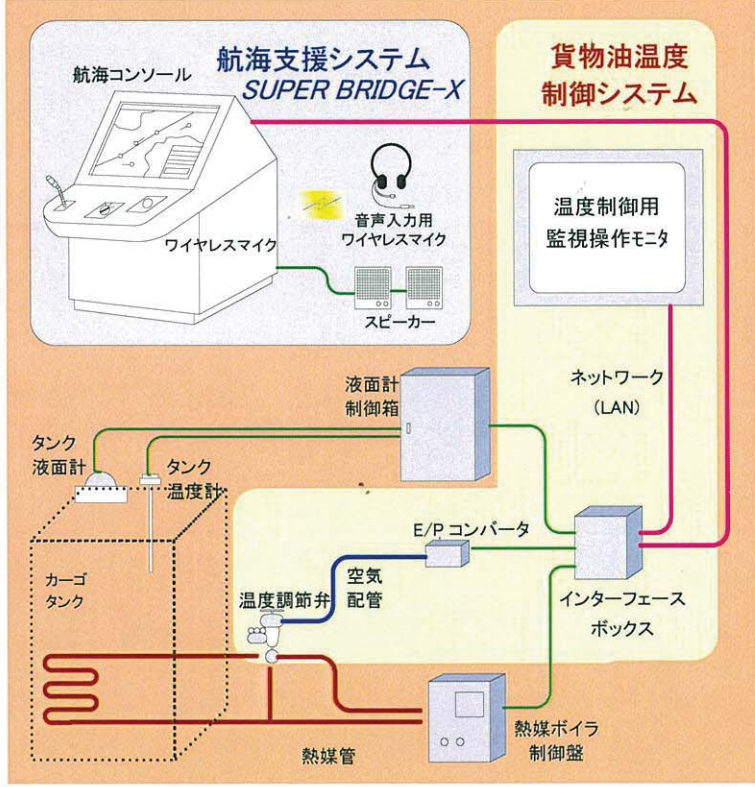 航海支援システム
SUPER BRIDGE-X
航海コンソール
貨物油温度
制御システム
音声入力用
ワイヤレスマイク
ワイヤレスマイク
スピーカー
温度制御用
監視操作モニタ
液面計
制御箱
ネットワーク
(LAN)
タンク
液面計
タンク
温度計
E/P コンバータ
カーゴ
タンク
温度調節弁
空気
配管
インターフェース
ボックス
熱媒管
熱媒ボイラ
制御盤